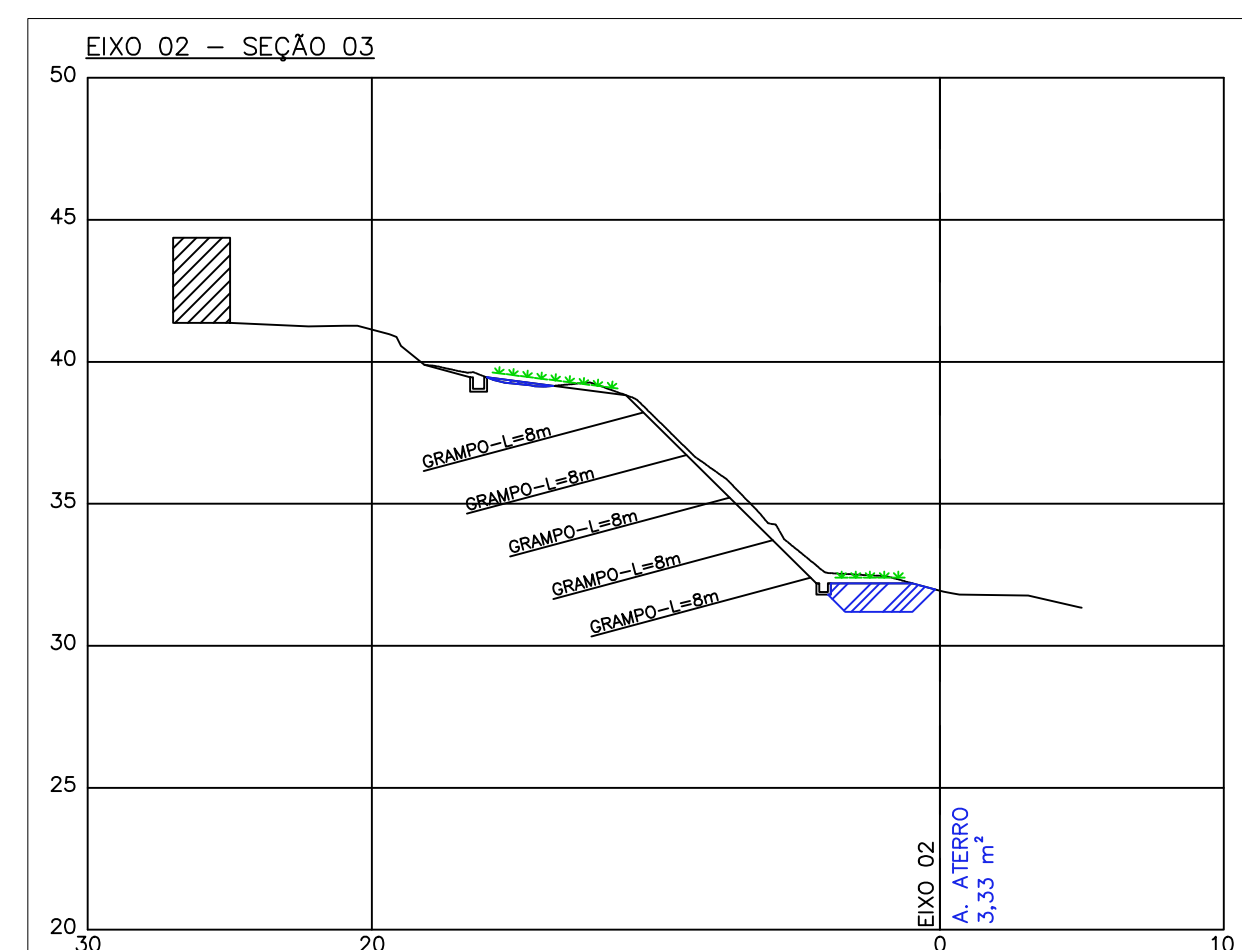 EIXO 02 – SEÇÃO 03
50
45
40
35
30
25
20
GRAMPO–L=8m
GRAMPO–L=8m
GRAMPO–L=8m
GRAMPO–L=8m
GRAMPO–L=8m
EIXO 02
A. ATERRO
3,33 m²
30 20 0 10